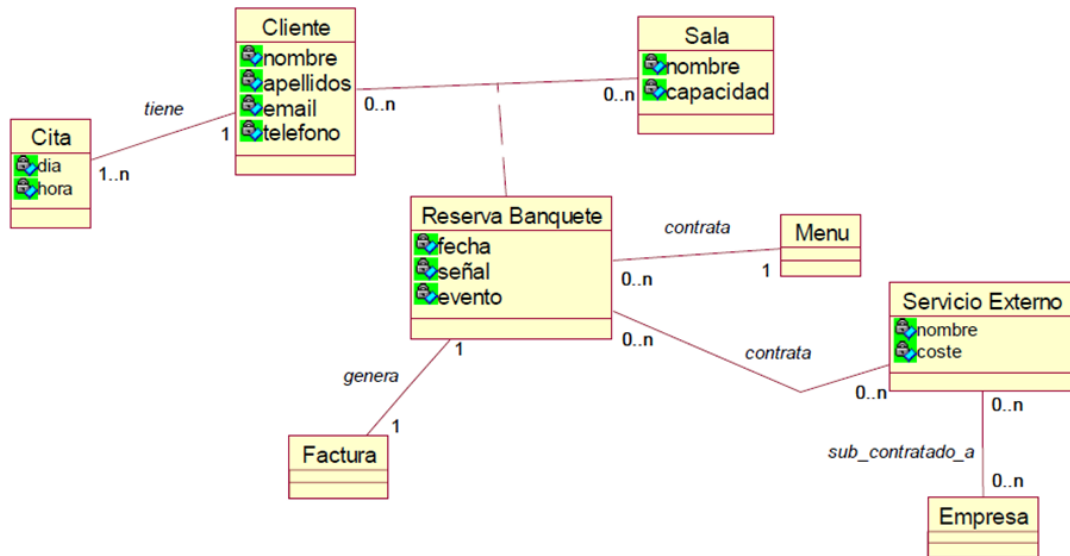 Cliente
nombre
apellidos
email
telefono
Sala
nombre
capacidad
0..n
0..n
tiene
1
1..n
Cita
dia
hora
Reserva Banquete
fecha
señal
evento
contrata
0..n
1
Menu
Servicio Externo
nombre
coste
0..n
contrata
0..n
1
genera
1
Factura
0..n
sub_contratado_a
0..n
Empresa